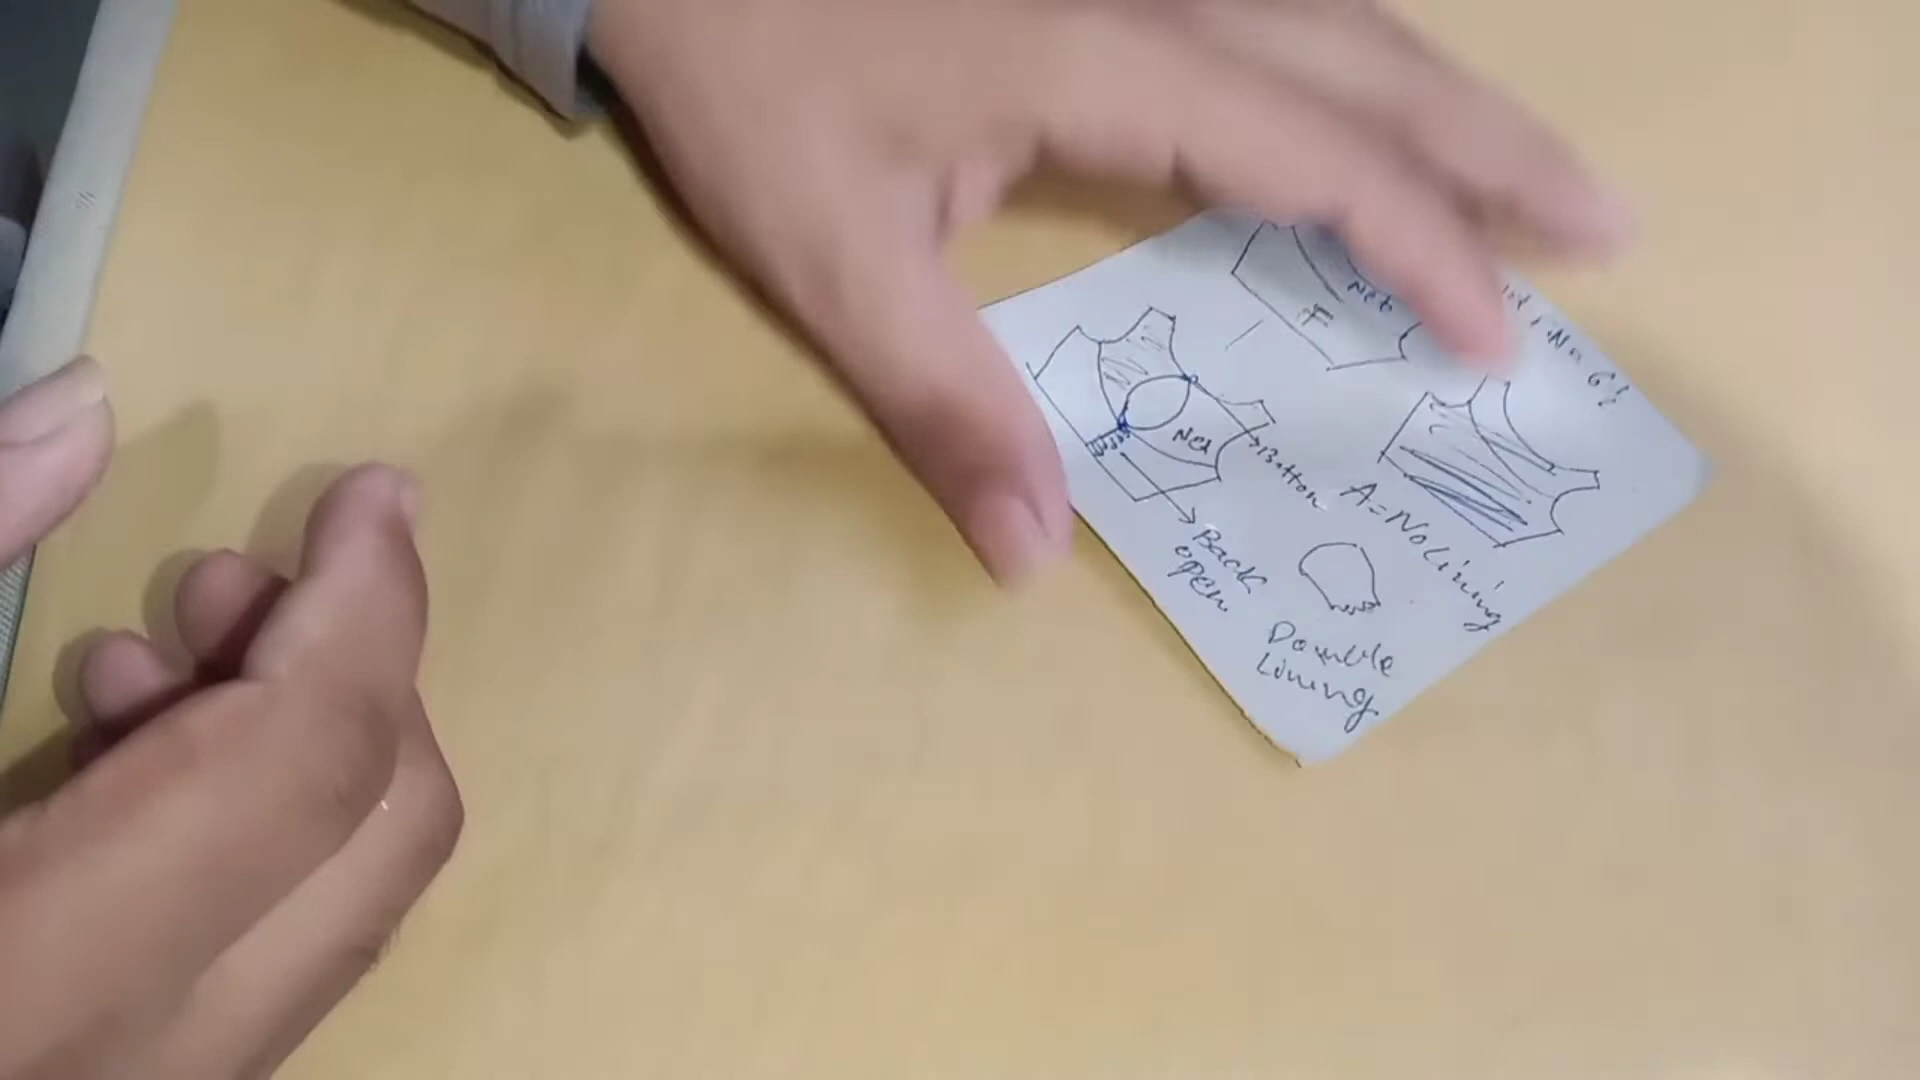 Net
F
Net
Button
Back
open
A = No Lining
Double
Lining